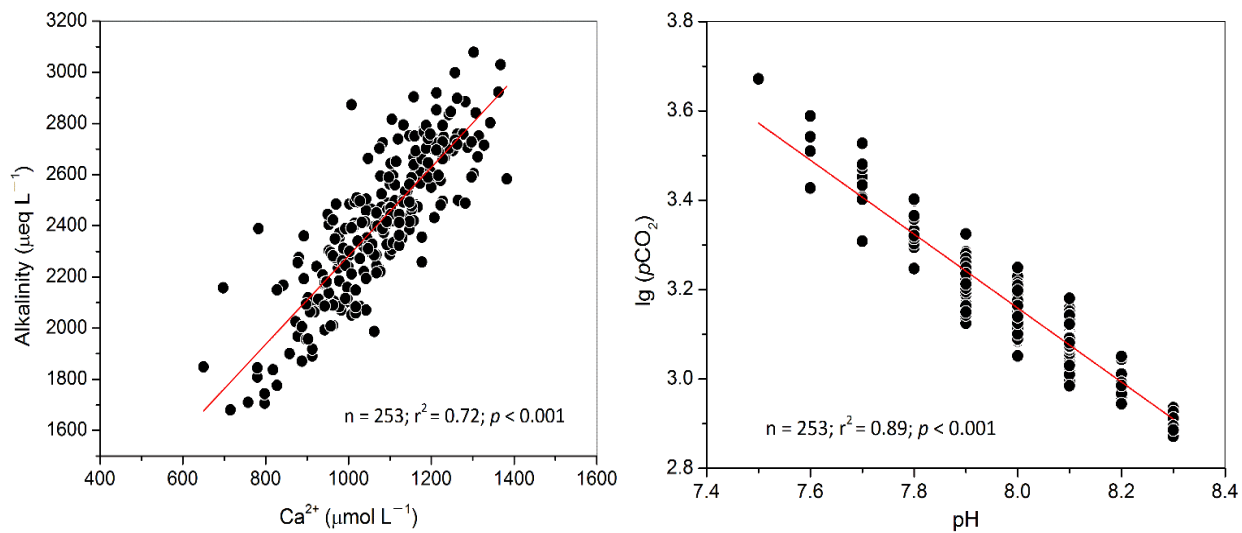 3200
3000
2800
2600
2400
2200
2000
1800
1600
Alkalinity (μeq L⁻¹)
n = 253; r² = 0.72; p < 0.001
400 600 800 1000 1200 1400 1600
Ca²⁺ (μmol L⁻¹)
3.8
3.6
3.4
3.2
3.0
2.8
lg (pCO₂)
n = 253; r² = 0.89; p < 0.001
7.4 7.6 7.8 8.0 8.2 8.4
pH